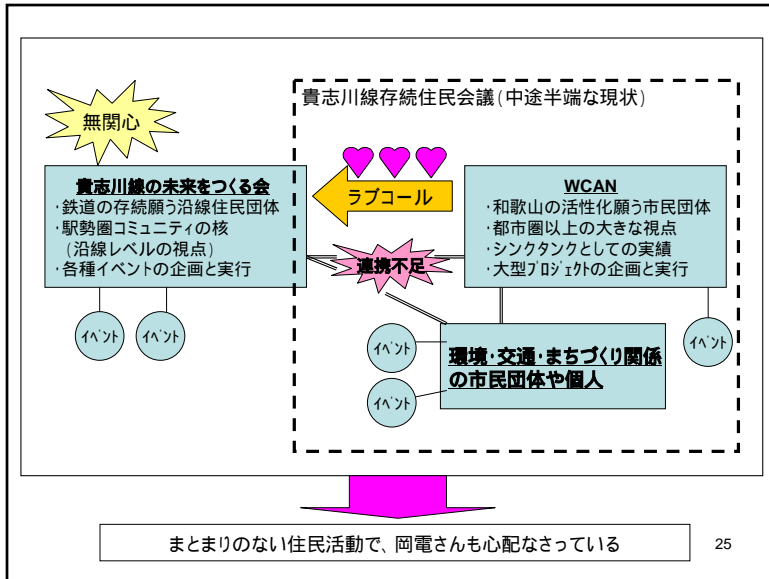 貴志川線存続住民会議(中途半端な現状)
無関心
貴志川線の未来をつくる会
・鉄道の存続願う沿線住民団体
・駅勢圏コミュニティの核
(沿線レベルの視点)
・各種イベントの企画と実行
ラブコール
WCAN
・和歌山の活性化願う市民団体
・都市圏以上の大きな視点
・シンクタンクとしての実績
・大型プロジェクトの企画と実行
連携不足
イベント
イベント
イベント
イベント
環境・交通・まちづくり関係
の市民団体や個人
イベント
まとまりのない住民活動で、岡電さんも心配なさっている
25